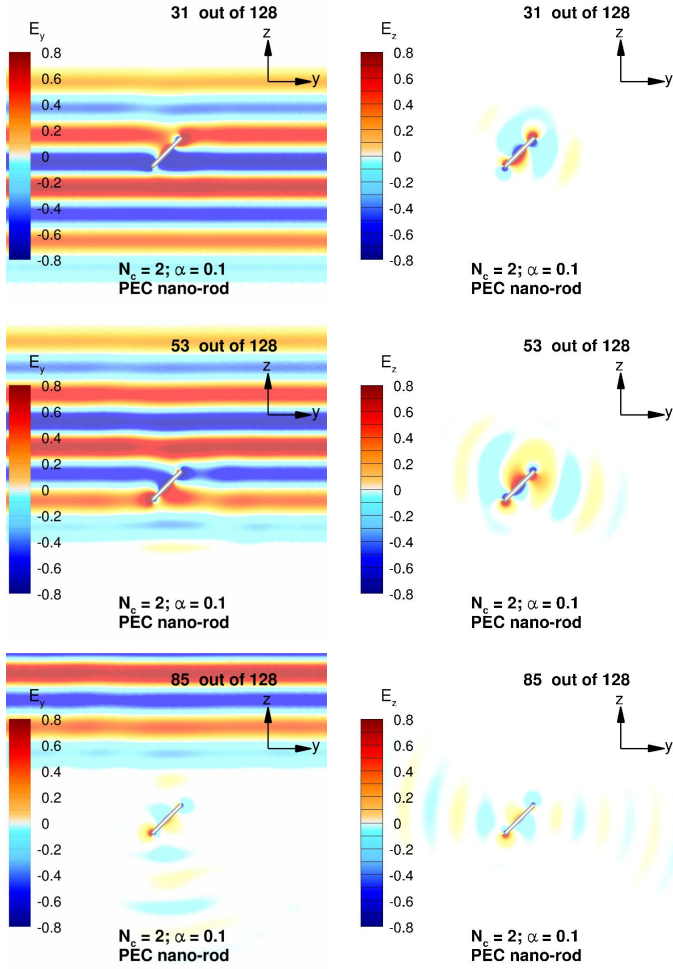 31 out of 128
E_y
z
y
0.8
0.6
0.4
0.2
0
-0.2
-0.4
-0.6
-0.8
N_c = 2; α = 0.1
PEC nano-rod
31 out of 128
E_z
z
y
0.8
0.6
0.4
0.2
0
-0.2
-0.4
-0.6
-0.8
N_c = 2; α = 0.1
PEC nano-rod
53 out of 128
E_y
z
y
0.8
0.6
0.4
0.2
0
-0.2
-0.4
-0.6
-0.8
N_c = 2; α = 0.1
PEC nano-rod
53 out of 128
E_z
z
y
0.8
0.6
0.4
0.2
0
-0.2
-0.4
-0.6
-0.8
N_c = 2; α = 0.1
PEC nano-rod
85 out of 128
E_y
z
y
0.8
0.6
0.4
0.2
0
-0.2
-0.4
-0.6
-0.8
N_c = 2; α = 0.1
PEC nano-rod
85 out of 128
E_z
z
y
0.8
0.6
0.4
0.2
0
-0.2
-0.4
-0.6
-0.8
N_c = 2; α = 0.1
PEC nano-rod